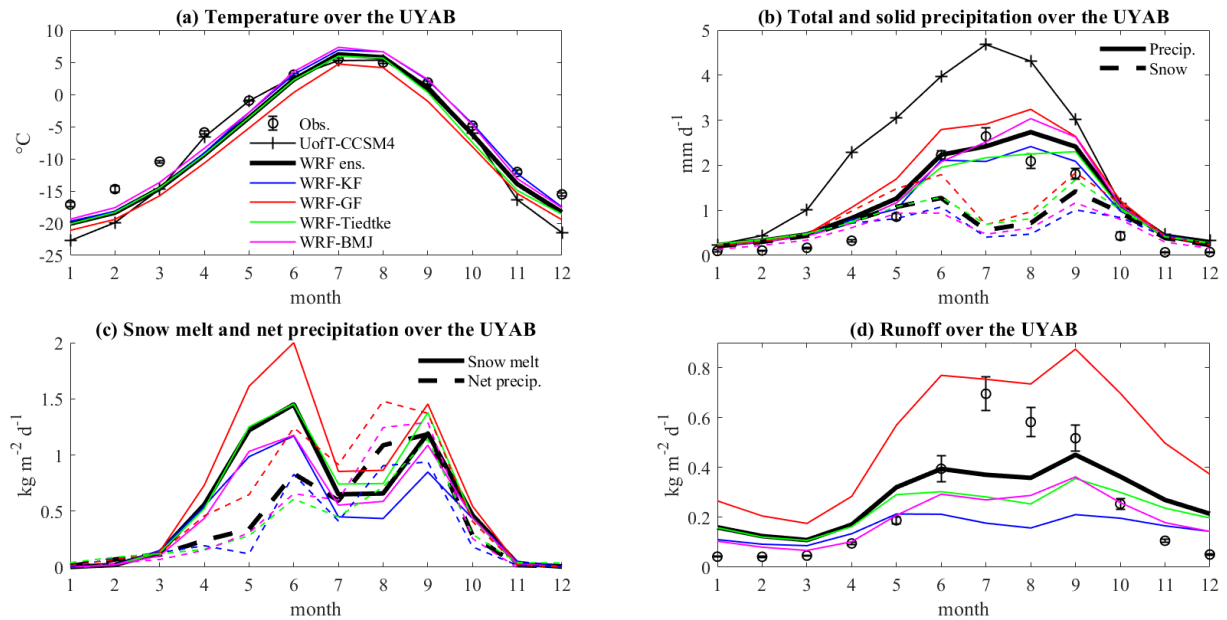 (a) Temperature over the UYAB
10
5
0
-5
-10
-15
-20
-25
°C
Obs.
UofT-CCSM4
WRF ens.
WRF-KF
WRF-GF
WRF-Tiedtke
WRF-BMJ
1 2 3 4 5 6 7 8 9 10 11 12
month
(b) Total and solid precipitation over the UYAB
5
4
3
2
1
0
mm d-1
Precip.
Snow
1 2 3 4 5 6 7 8 9 10 11 12
month
(c) Snow melt and net precipitation over the UYAB
2
1.5
1
0.5
0
kg m-2 d-1
Snow melt
Net precip.
1 2 3 4 5 6 7 8 9 10 11 12
month
(d) Runoff over the UYAB
0.8
0.6
0.4
0.2
0
kg m-2 d-1
1 2 3 4 5 6 7 8 9 10 11 12
month